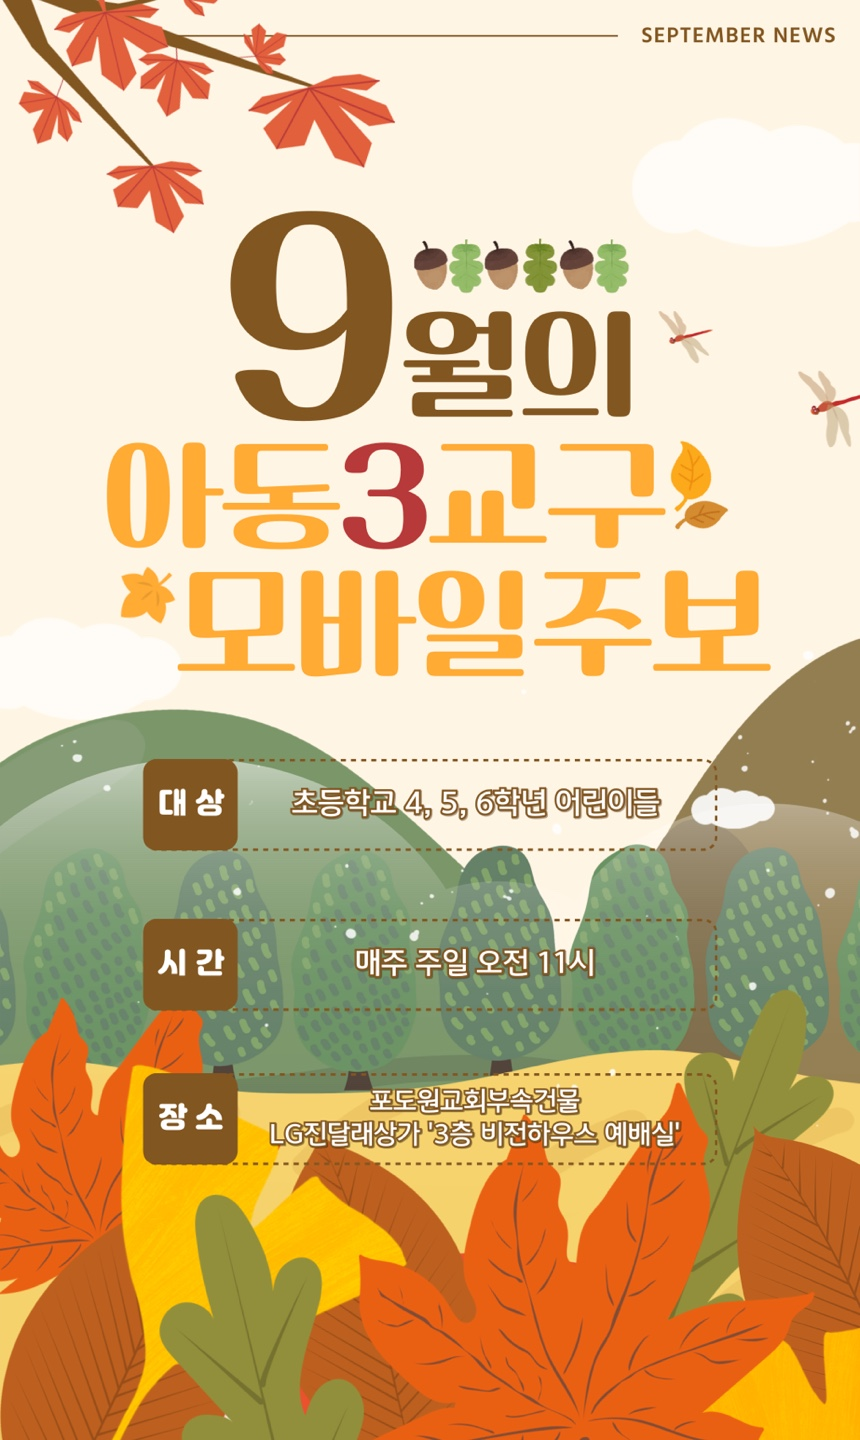 SEPTEMBER NEWS
9월의
아동3교구
모바일주보
대상
초등학교 4, 5, 6학년 어린이들
시간
매주 주일 오전 11시
장소
포도원교회부속건물
LG진달래상가 '3층 비전하우스 예배실'